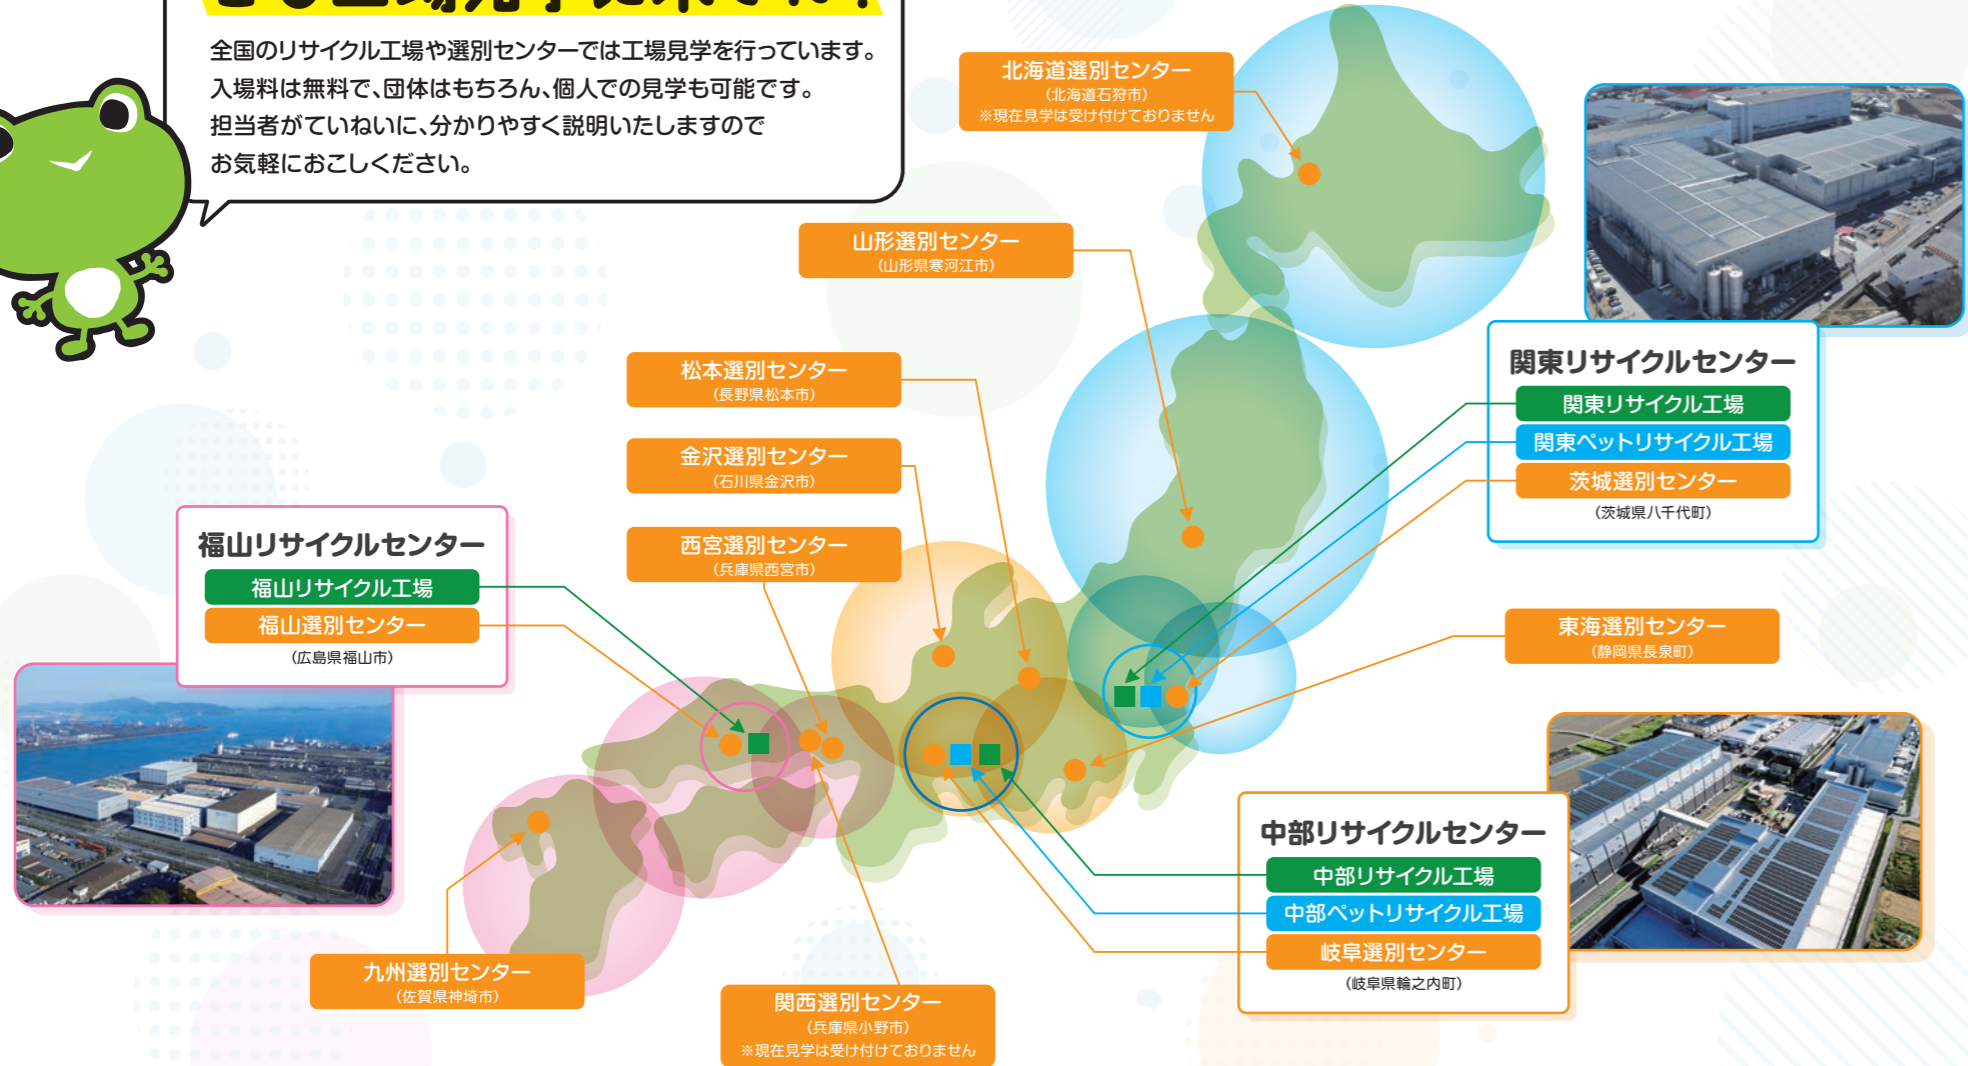 全国のリサイクル工場や選別センターでは工場見学を行っています。
入場料は無料で、団体はもちろん、個人での見学も可能です。
担当者がていねいに、分かりやすく説明いたしますので
お気軽におこしください。
北海道選別センター
（北海道石狩市）
※現在見学は受け付けておりません
山形選別センター
（山形県寒河江市）
松本選別センター
（長野県松本市）
金沢選別センター
（石川県金沢市）
西宮選別センター
（兵庫県西宮市）
関東リサイクルセンター
関東リサイクル工場
関東ペットリサイクル工場
茨城選別センター
（茨城県八千代町）
福山リサイクルセンター
福山リサイクル工場
福山選別センター
（広島県福山市）
東海選別センター
（静岡県長泉町）
中部リサイクルセンター
中部リサイクル工場
中部ペットリサイクル工場
岐阜選別センター
（岐阜県輪之内町）
九州選別センター
（佐賀県神埼市）
関西選別センター
（兵庫県小野市）
※現在見学は受け付けておりません